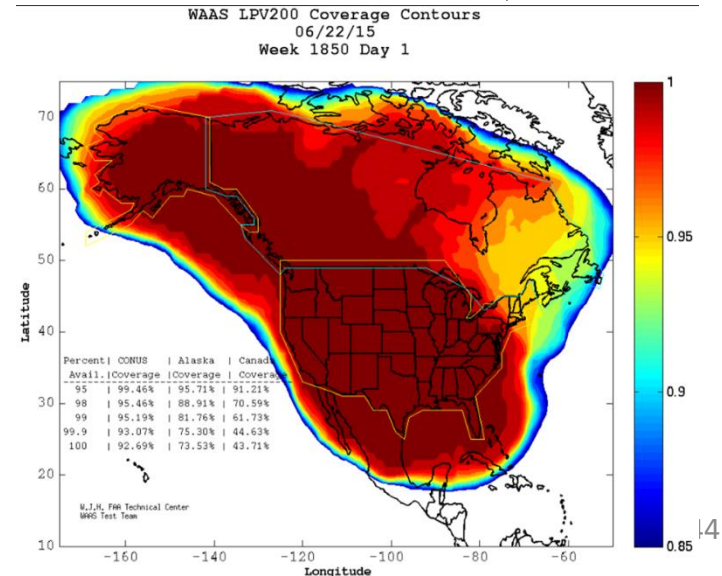 WAAS LPV200 Coverage Contours
06/22/15
Week 1850 Day 1
70
60
50
40
30
20
10
Latitude
-160 -140 -120 -100 -80 -60
Longitude
Percent| CONUS | Alaska | Canad
Avail.|Coverage |Coverage | Coverage
95 | 99.46% | 95.71% | 91.21%
98 | 95.46% | 88.91% | 70.59%
99 | 95.19% | 81.76% | 61.73%
99.9 | 93.07% | 75.30% | 44.63%
100 | 92.69% | 73.53% | 43.71%
W.J.H. FAA Technical Center
WAAS Test Team
1
0.95
0.9
0.85
44